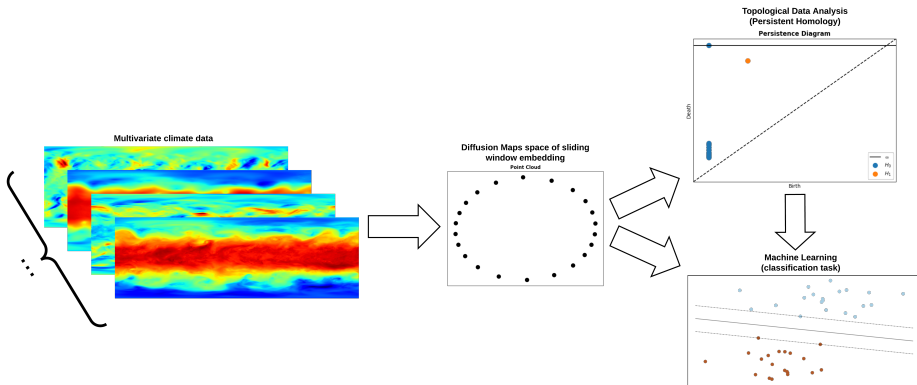 Multivariate climate data
Diffusion Maps space of sliding
window embedding
Point Cloud
Topological Data Analysis
(Persistent Homology)
Persistence Diagram
Death
∞
H₀
H₁
Birth
Machine Learning
(classification task)